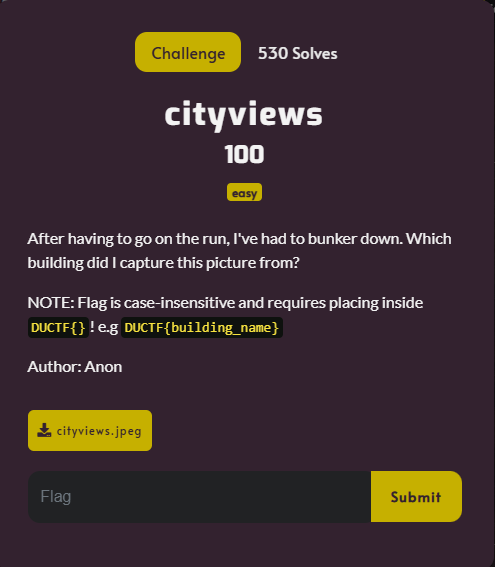 Challenge
530 Solves
cityviews
100
easy
After having to go on the run, I've had to bunker down. Which
building did I capture this picture from?
NOTE: Flag is case-insensitive and requires placing inside
DUCTF{}! e.g DUCTF{building_name}
Author: Anon
cityviews.jpeg
Flag
Submit